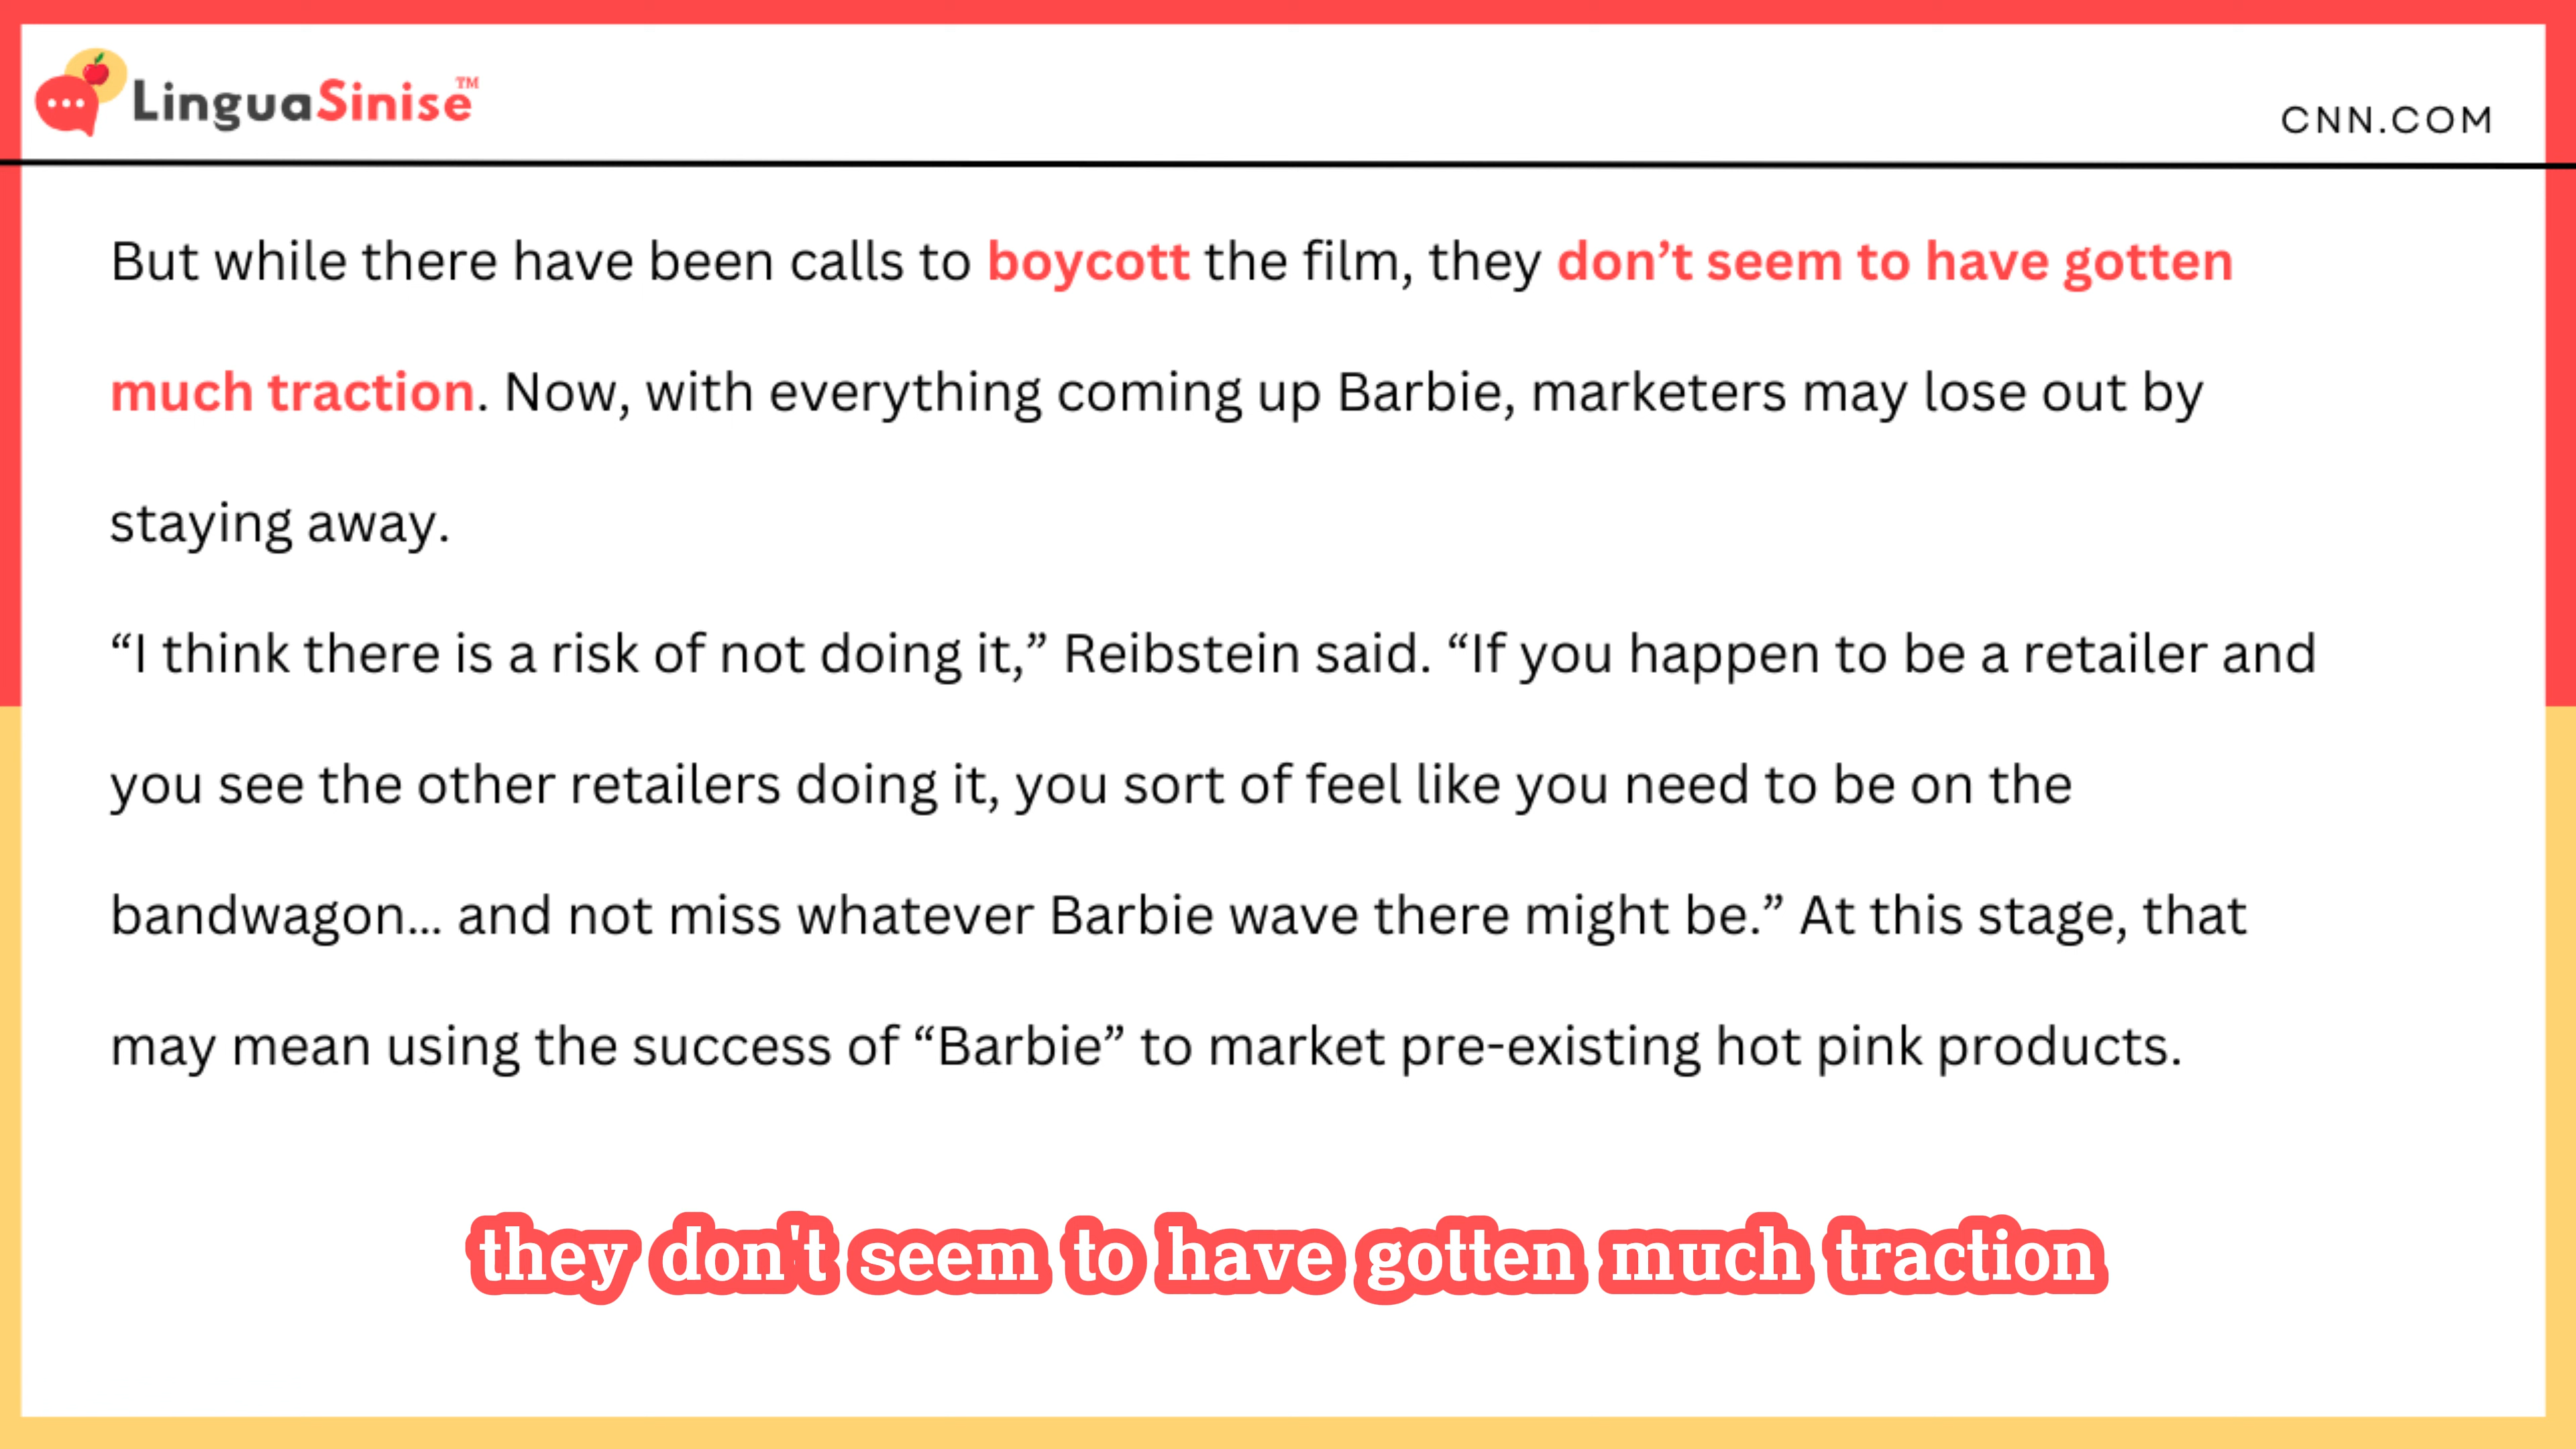 LinguaSinise™
CNN.COM
But while there have been calls to boycott the film, they don’t seem to have gotten
much traction. Now, with everything coming up Barbie, marketers may lose out by
staying away.
“I think there is a risk of not doing it,” Reibstein said. “If you happen to be a retailer and
you see the other retailers doing it, you sort of feel like you need to be on the
bandwagon... and not miss whatever Barbie wave there might be.” At this stage, that
may mean using the success of “Barbie” to market pre-existing hot pink products.
they don't seem to have gotten much traction